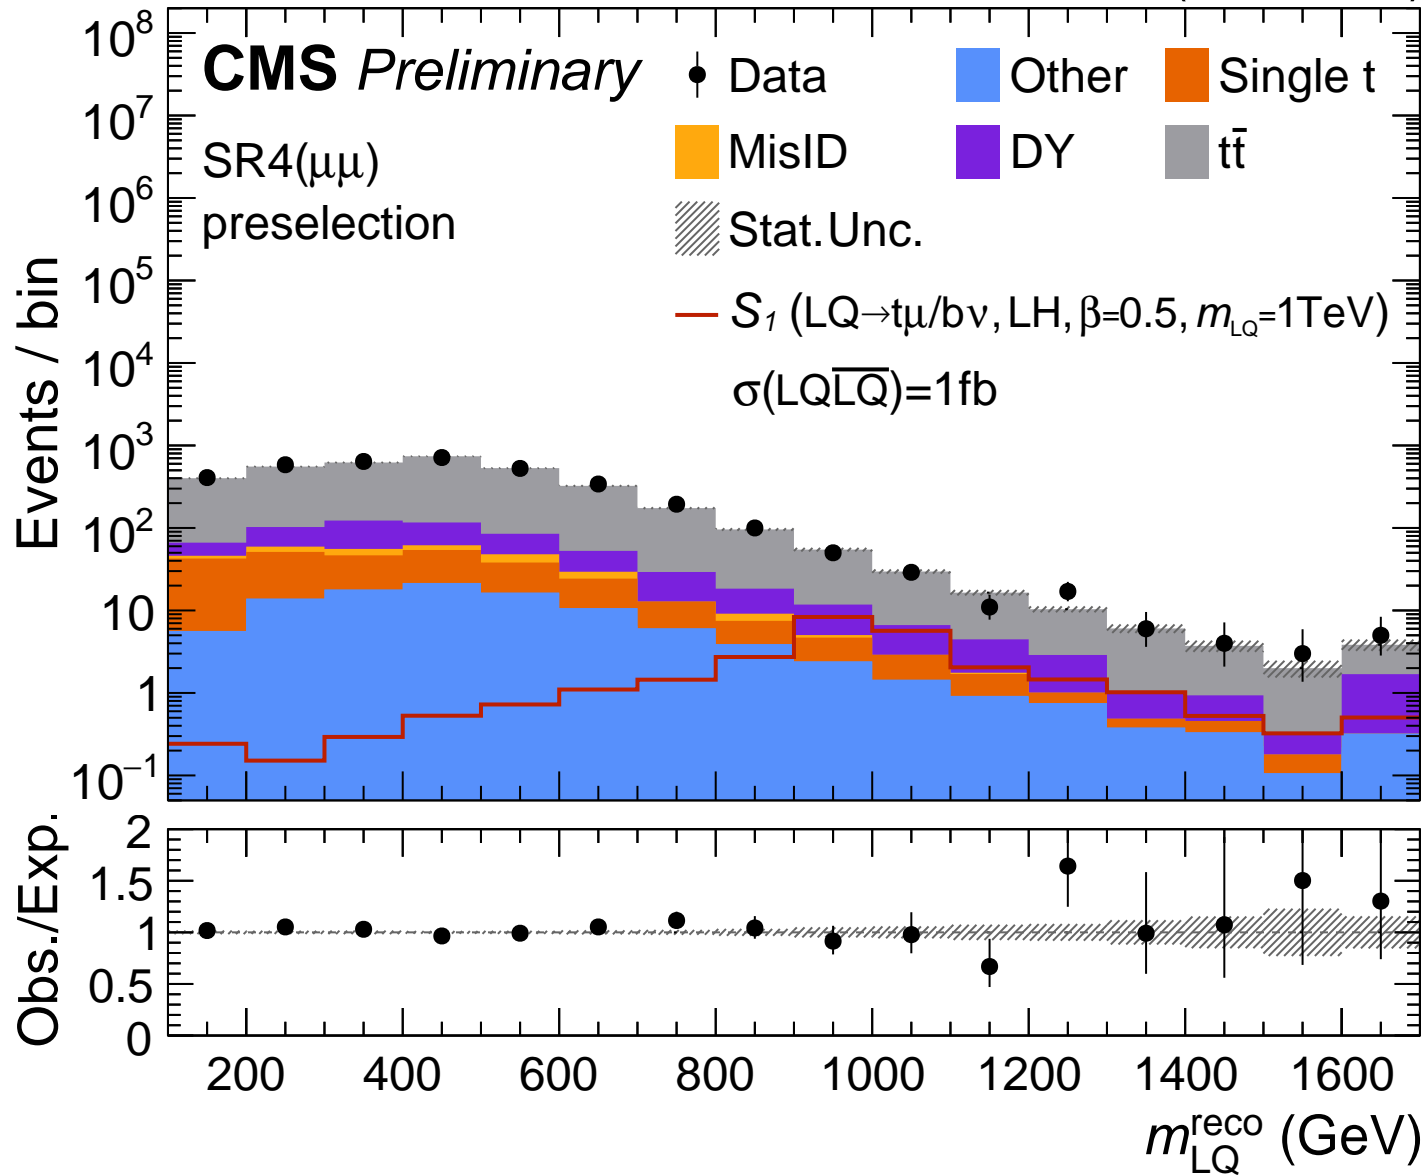 CMS Preliminary
SR4(μμ)
preselection
Data
Other
Single t
MisID
DY
tt̄
Stat.Unc.
S₁ (LQ→tμ/bν, LH, β=0.5, m_LQ=1TeV)
σ(LQL̅Q̅)=1fb
Events / bin
10⁸
10⁷
10⁶
10⁵
10⁴
10³
10²
10
1
10⁻¹
Obs./Exp.
2
1.5
1
0.5
0
200 400 600 800 1000 1200 1400 1600
m_LQ^reco (GeV)